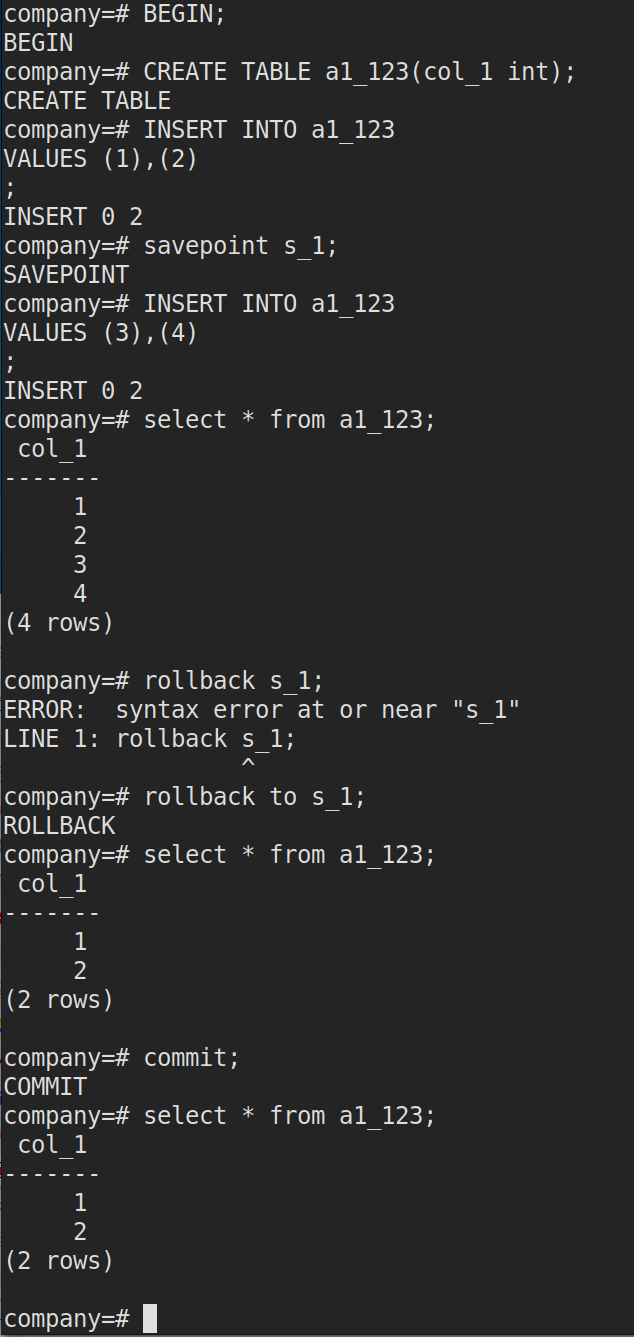 company=# BEGIN;
BEGIN
company=# CREATE TABLE a1_123(col_1 int);
CREATE TABLE
company=# INSERT INTO a1_123
VALUES (1),(2)
;
INSERT 0 2
company=# savepoint s_1;
SAVEPOINT
company=# INSERT INTO a1_123
VALUES (3),(4)
;
INSERT 0 2
company=# select * from a1_123;
 col_1
-------
     1
     2
     3
     4
(4 rows)

company=# rollback s_1;
ERROR:  syntax error at or near "s_1"
LINE 1: rollback s_1;
                 ^
company=# rollback to s_1;
ROLLBACK
company=# select * from a1_123;
 col_1
-------
     1
     2
(2 rows)

company=# commit;
COMMIT
company=# select * from a1_123;
 col_1
-------
     1
     2
(2 rows)

company=#